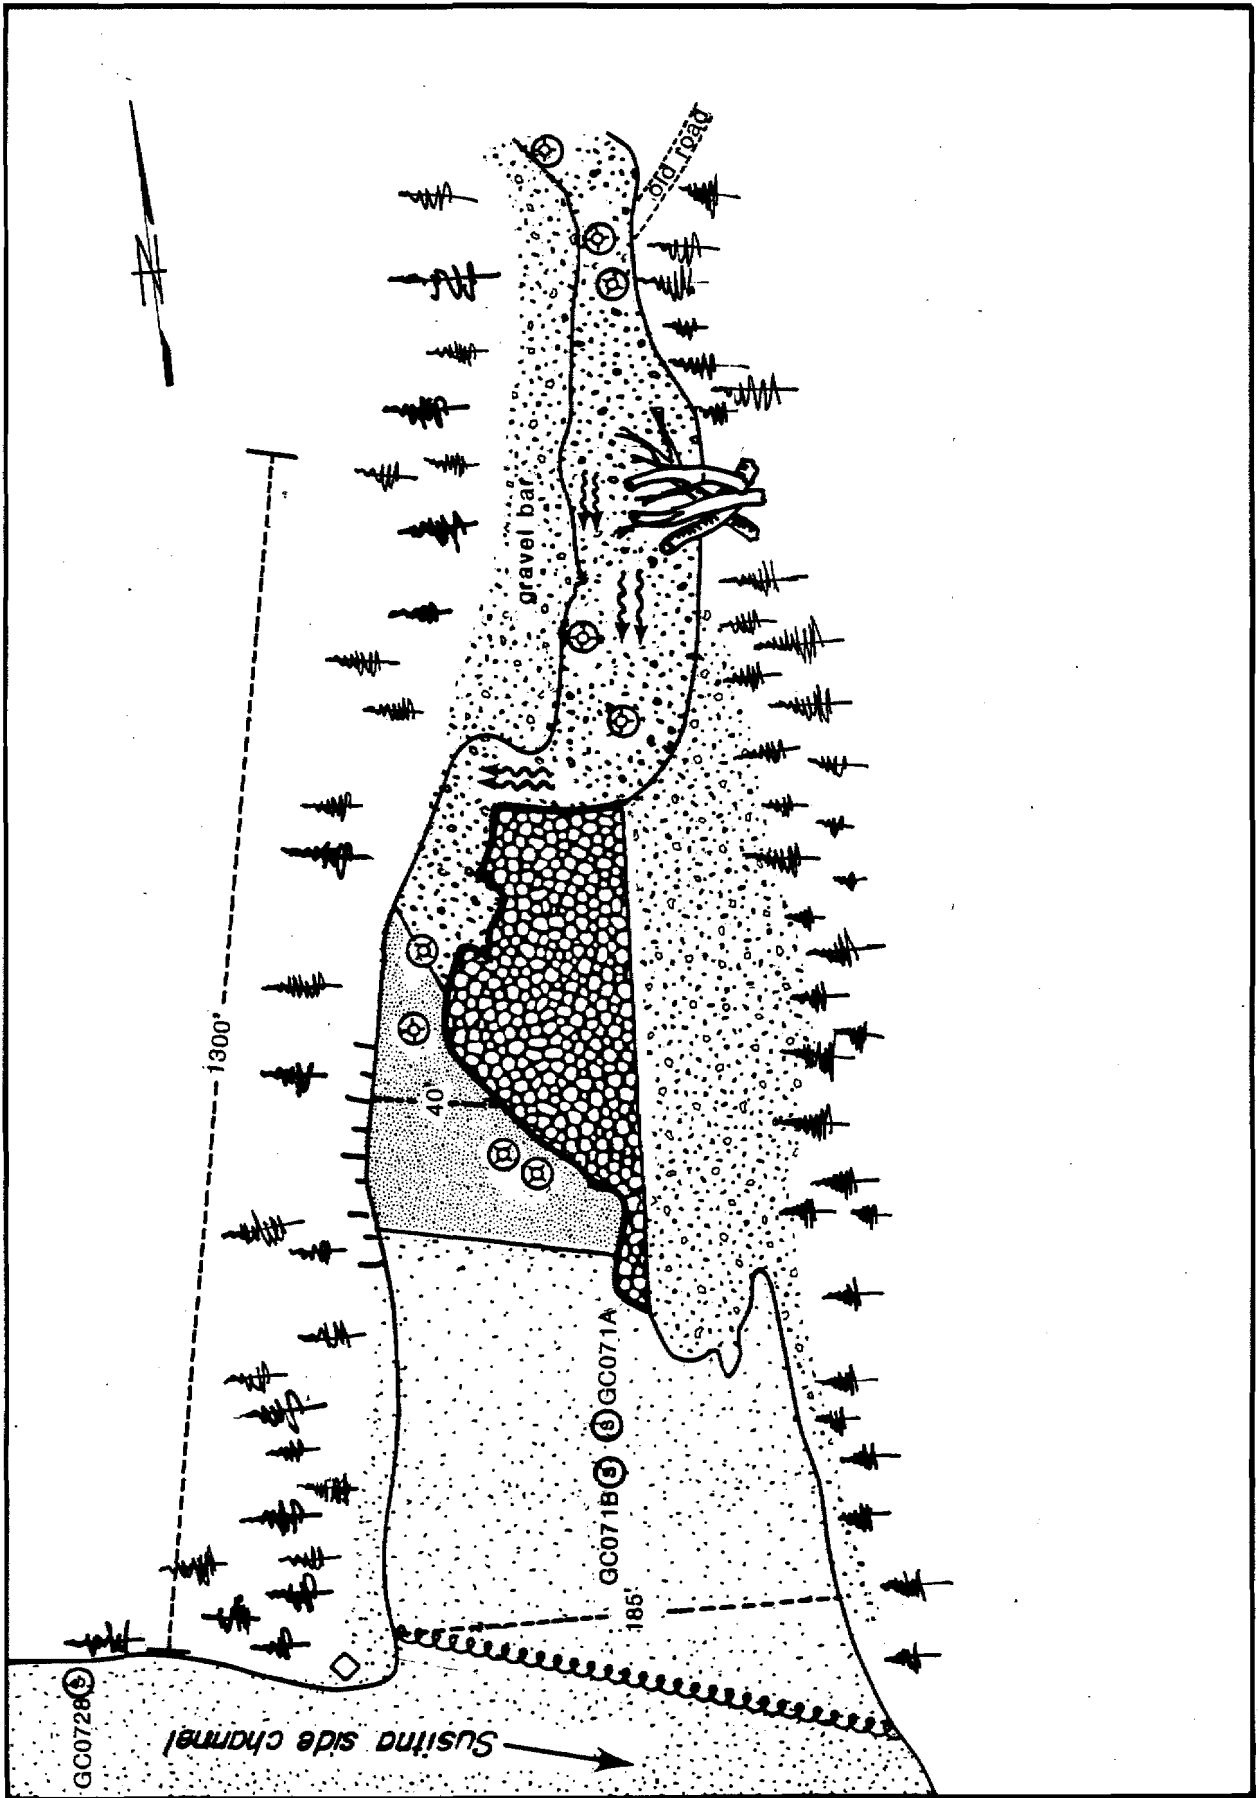 N
old road
gravel bar
1300'
40'
GC071B S S GC071A
185'
GC0728 S
Susitna side channel